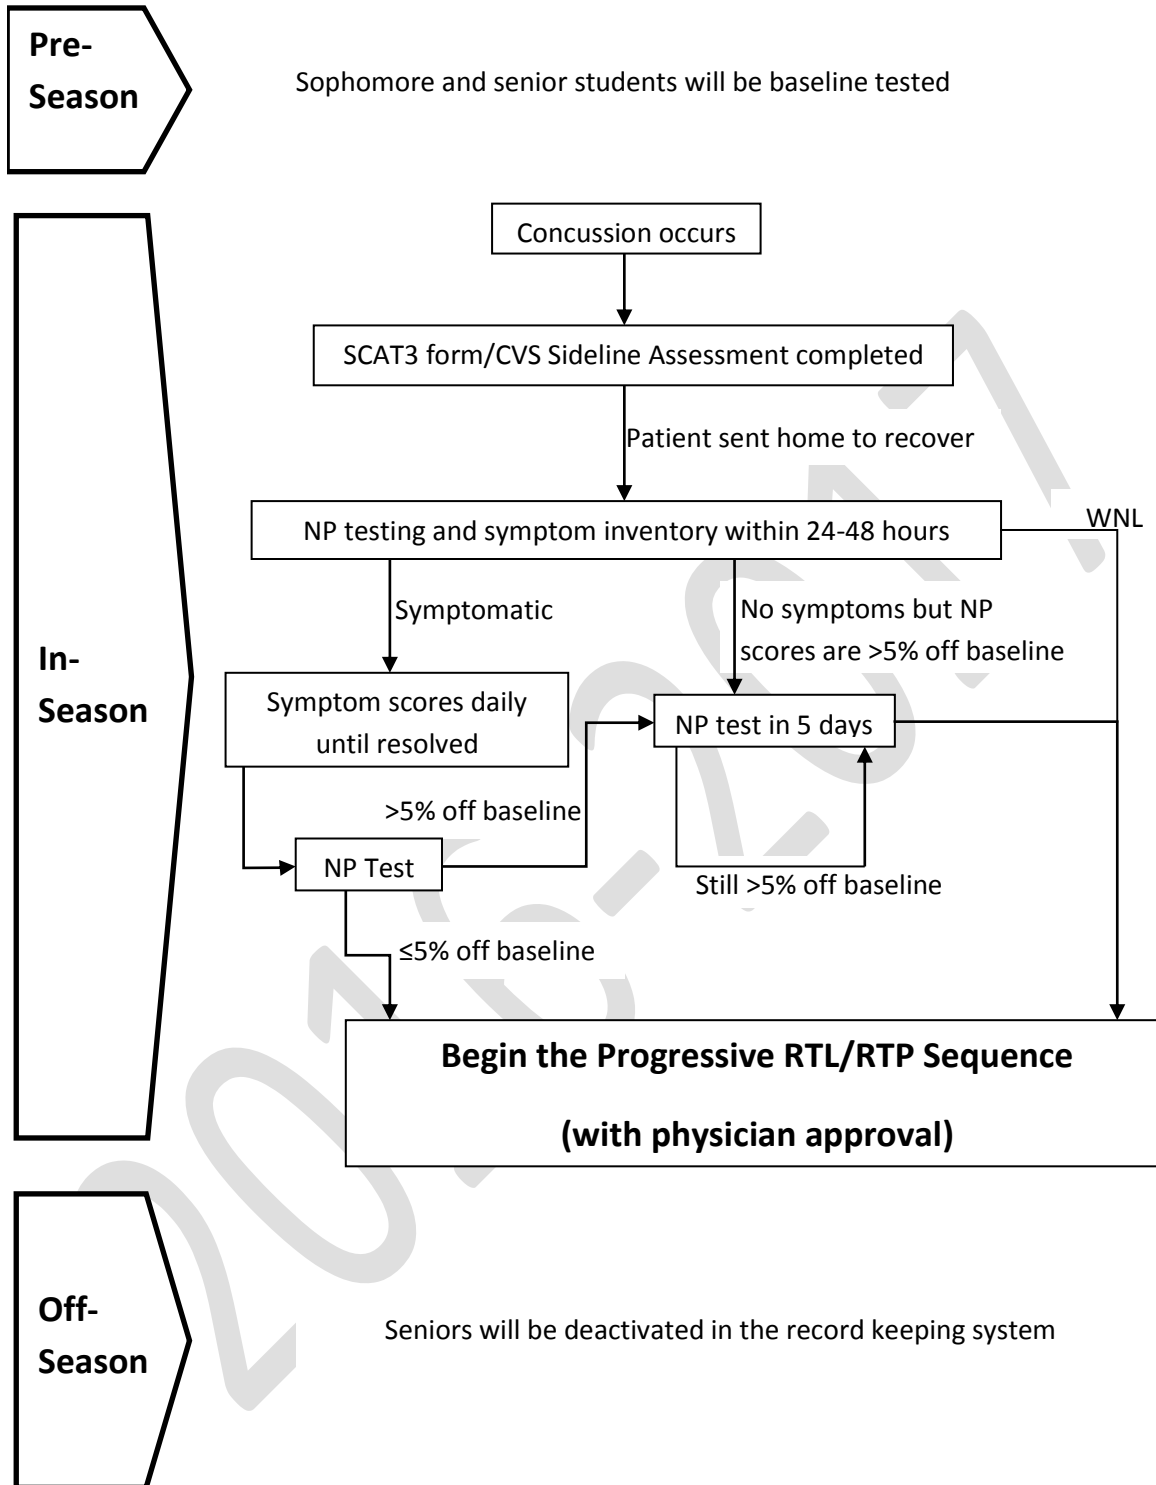 Pre-
Season
Sophomore and senior students will be baseline tested
Concussion occurs
SCAT3 form/CVS Sideline Assessment completed
Patient sent home to recover
NP testing and symptom inventory within 24-48 hours
WNL
Symptomatic
No symptoms but NP
scores are >5% off baseline
In-
Season
Symptom scores daily
until resolved
NP test in 5 days
>5% off baseline
NP Test
Still >5% off baseline
≤5% off baseline
Begin the Progressive RTL/RTP Sequence
(with physician approval)
Off-
Season
Seniors will be deactivated in the record keeping system
2016-2017